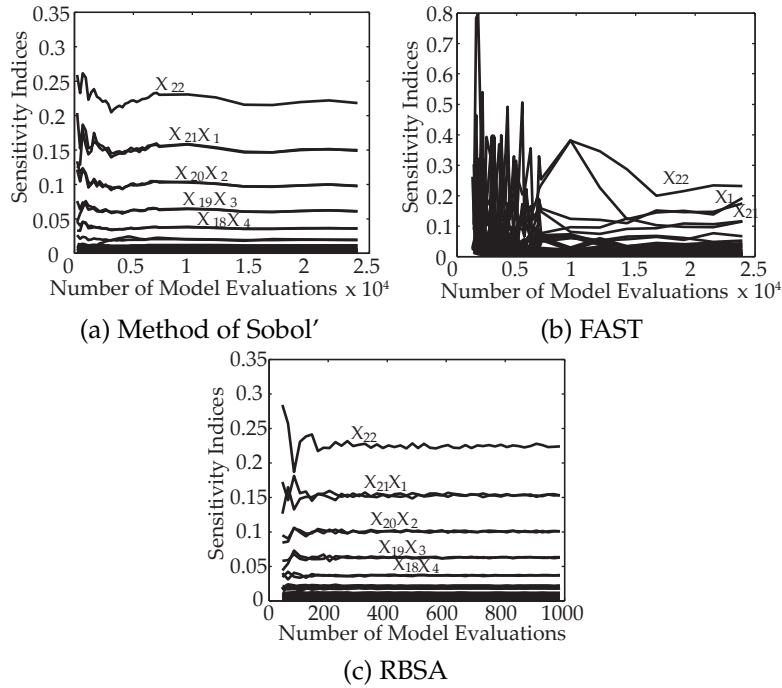 0.35
0.3
0.25
0.2
0.15
0.1
0.05
0
Sensitivity Indices
X22
X21X1
X20X2
X19X3
X18X4
0 0.5 1 1.5 2 2.5
Number of Model Evaluations x 10^4
(a) Method of Sobol’
0.8
0.7
0.6
0.5
0.4
0.3
0.2
0.1
0
Sensitivity Indices
X22
X1
X21
0 0.5 1 1.5 2 2.5
Number of Model Evaluations x 10^4
(b) FAST
0.35
0.3
0.25
0.2
0.15
0.1
0.05
0
Sensitivity Indices
X22
X21X1
X20X2
X19X3
X18X4
0 200 400 600 800 1000
Number of Model Evaluations
(c) RBSA